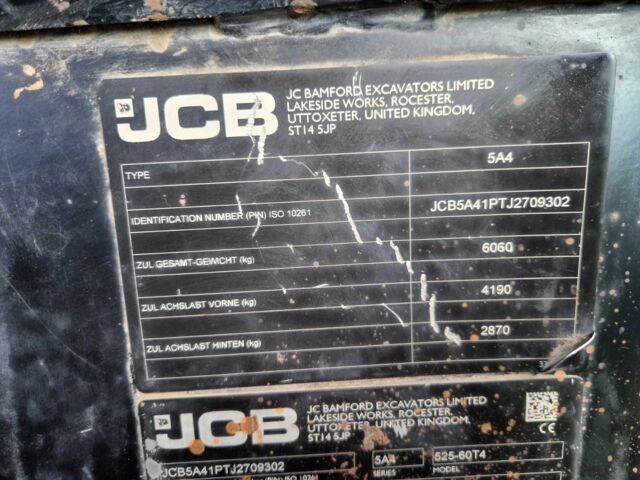 JCB
JC BAMFORD EXCAVATORS LIMITED
LAKESIDE WORKS, ROCESTER,
UTTOXETER, UNITED KINGDOM.
ST14 5JP
TYPE 5A4
IDENTIFICATION NUMBER (PIN) ISO 10261 JCB5A41PTJ2709302
ZUL GESAMT-GEWICHT (kg) 6060
ZUL ACHSLAST VORNE (kg) 4190
ZUL ACHSLAST HINTEN (kg) 2870
JCB
JC BAMFORD EXCAVATORS LIMITED
LAKESIDE WORKS, ROCESTER,
UTTOXETER, UNITED KINGDOM.
ST14 5JP
CE
JCB5A41PTJ2709302 5A4 525-60T4
SERIES MODEL